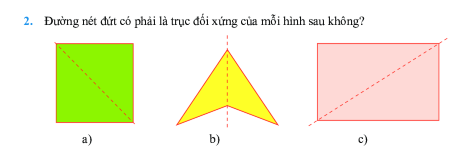 2. Đường nét đứt có phải là trục đối xứng của mỗi hình sau không?
a) b) c)